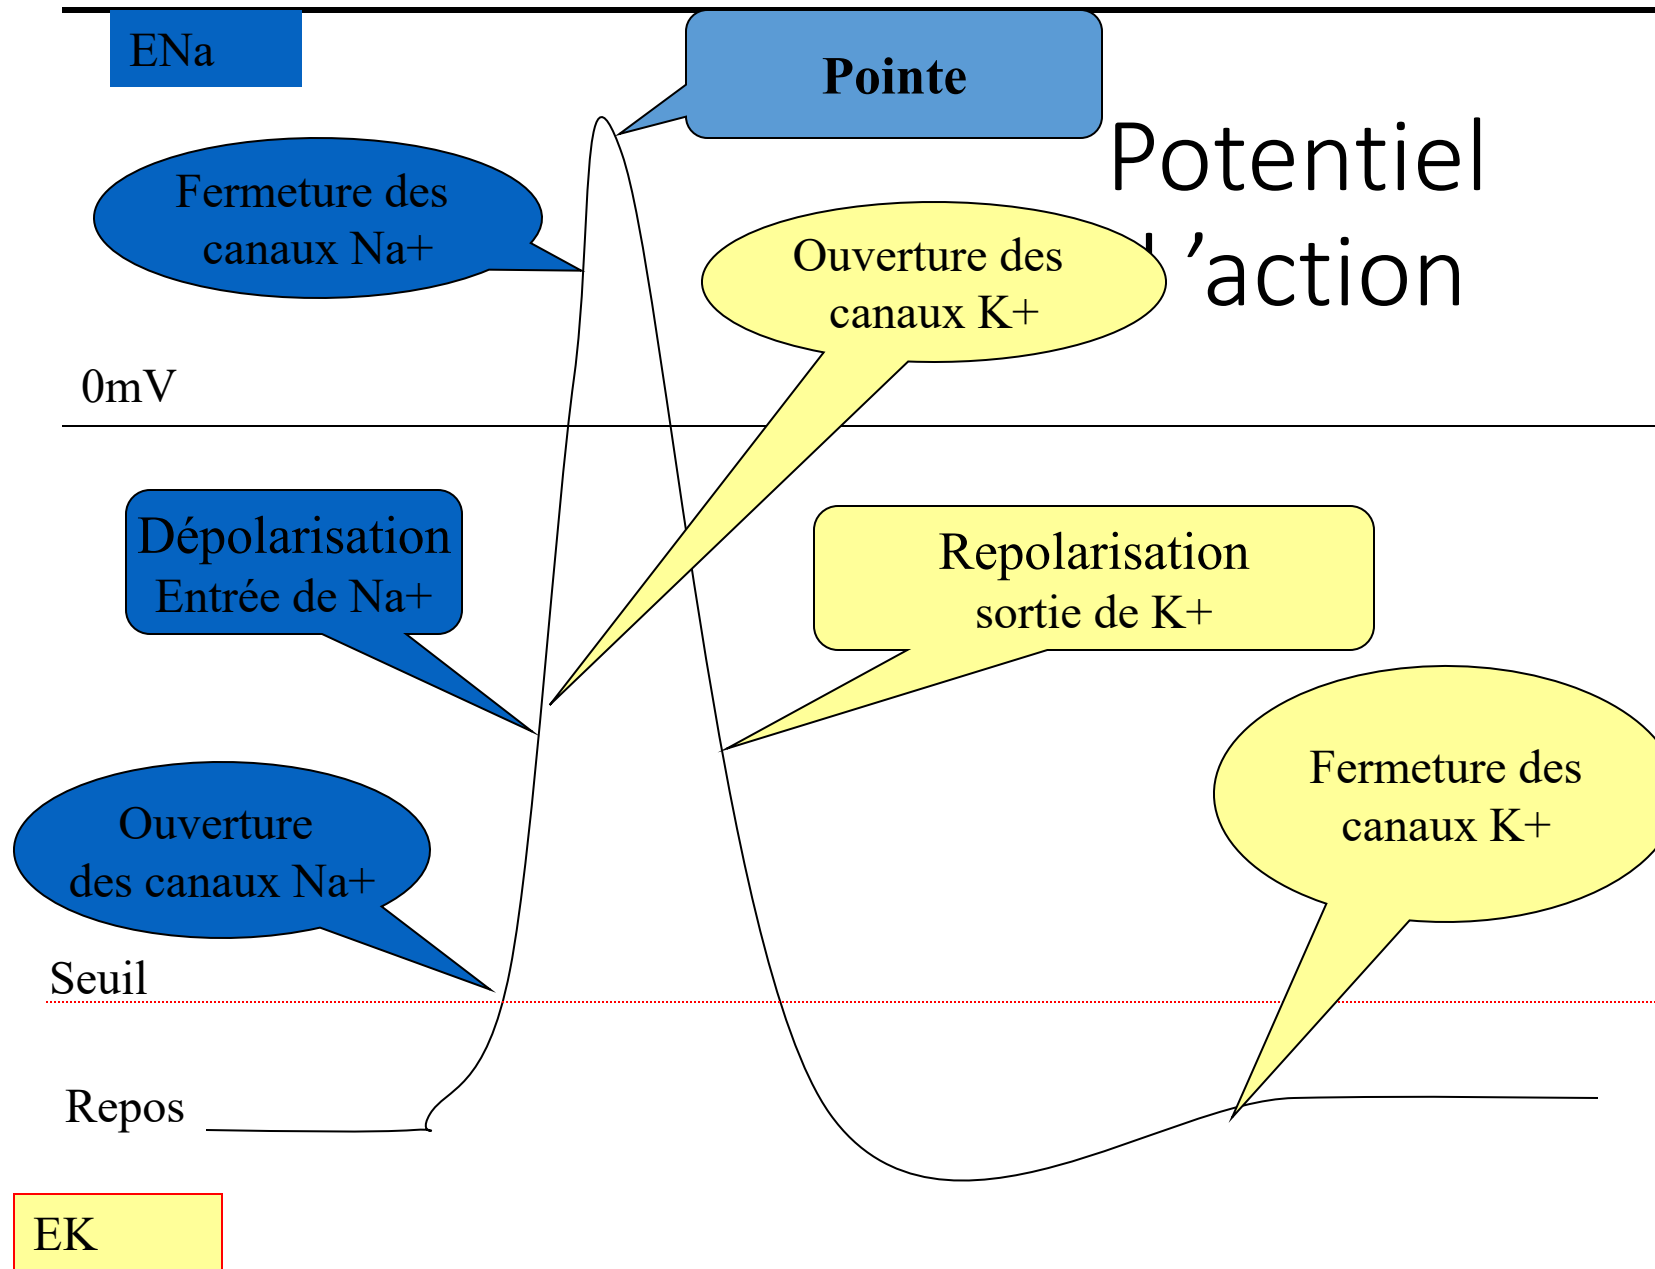 ENa
Pointe
Potentiel
’action
Fermeture des
canaux Na+
Ouverture des
canaux K+
0mV
Dépolarisation
Entrée de Na+
Repolarisation
sortie de K+
Fermeture des
canaux K+
Ouverture
des canaux Na+
Seuil
Repos
EK